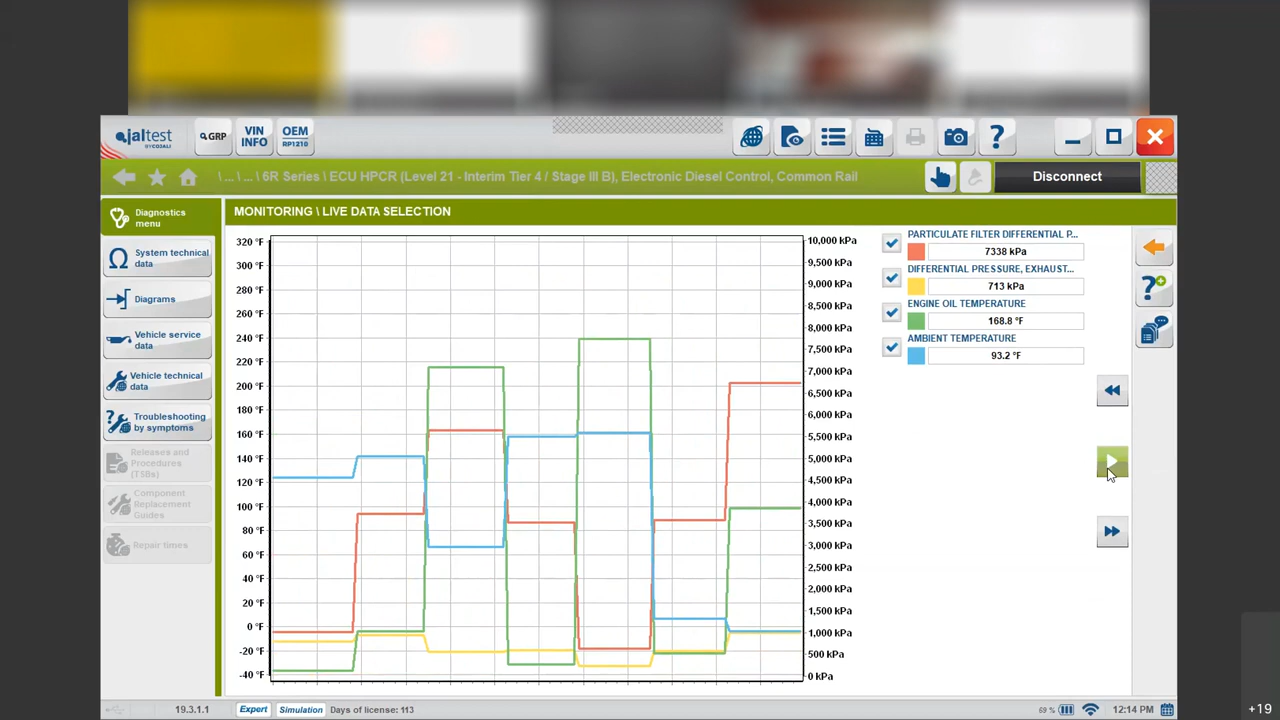 jaltest
BY COJALI
GRP
VIN INFO
OEM RP1210
\ ... \ ... \ 6R Series \ ECU HPCR (Level 21 - Interim Tier 4 / Stage III B), Electronic Diesel Control, Common Rail
Disconnect
Diagnostics menu
System technical data
Diagrams
Vehicle service data
Vehicle technical data
Troubleshooting by symptoms
Releases and Procedures (TSBs)
Component Replacement Guides
Repair times
MONITORING \ LIVE DATA SELECTION
320 °F
300 °F
280 °F
260 °F
240 °F
220 °F
200 °F
180 °F
160 °F
140 °F
120 °F
100 °F
80 °F
60 °F
40 °F
20 °F
0 °F
-20 °F
-40 °F
10,000 kPa
9,500 kPa
9,000 kPa
8,500 kPa
8,000 kPa
7,500 kPa
7,000 kPa
6,500 kPa
6,000 kPa
5,500 kPa
5,000 kPa
4,500 kPa
4,000 kPa
3,500 kPa
3,000 kPa
2,500 kPa
2,000 kPa
1,500 kPa
1,000 kPa
500 kPa
0 kPa
PARTICULATE FILTER DIFFERENTIAL P...
7338 kPa
DIFFERENTIAL PRESSURE, EXHAUST...
713 kPa
ENGINE OIL TEMPERATURE
168.8 °F
AMBIENT TEMPERATURE
93.2 °F
19.3.1.1
Expert
Simulation
Days of license: 113
69 %
12:14 PM
+19